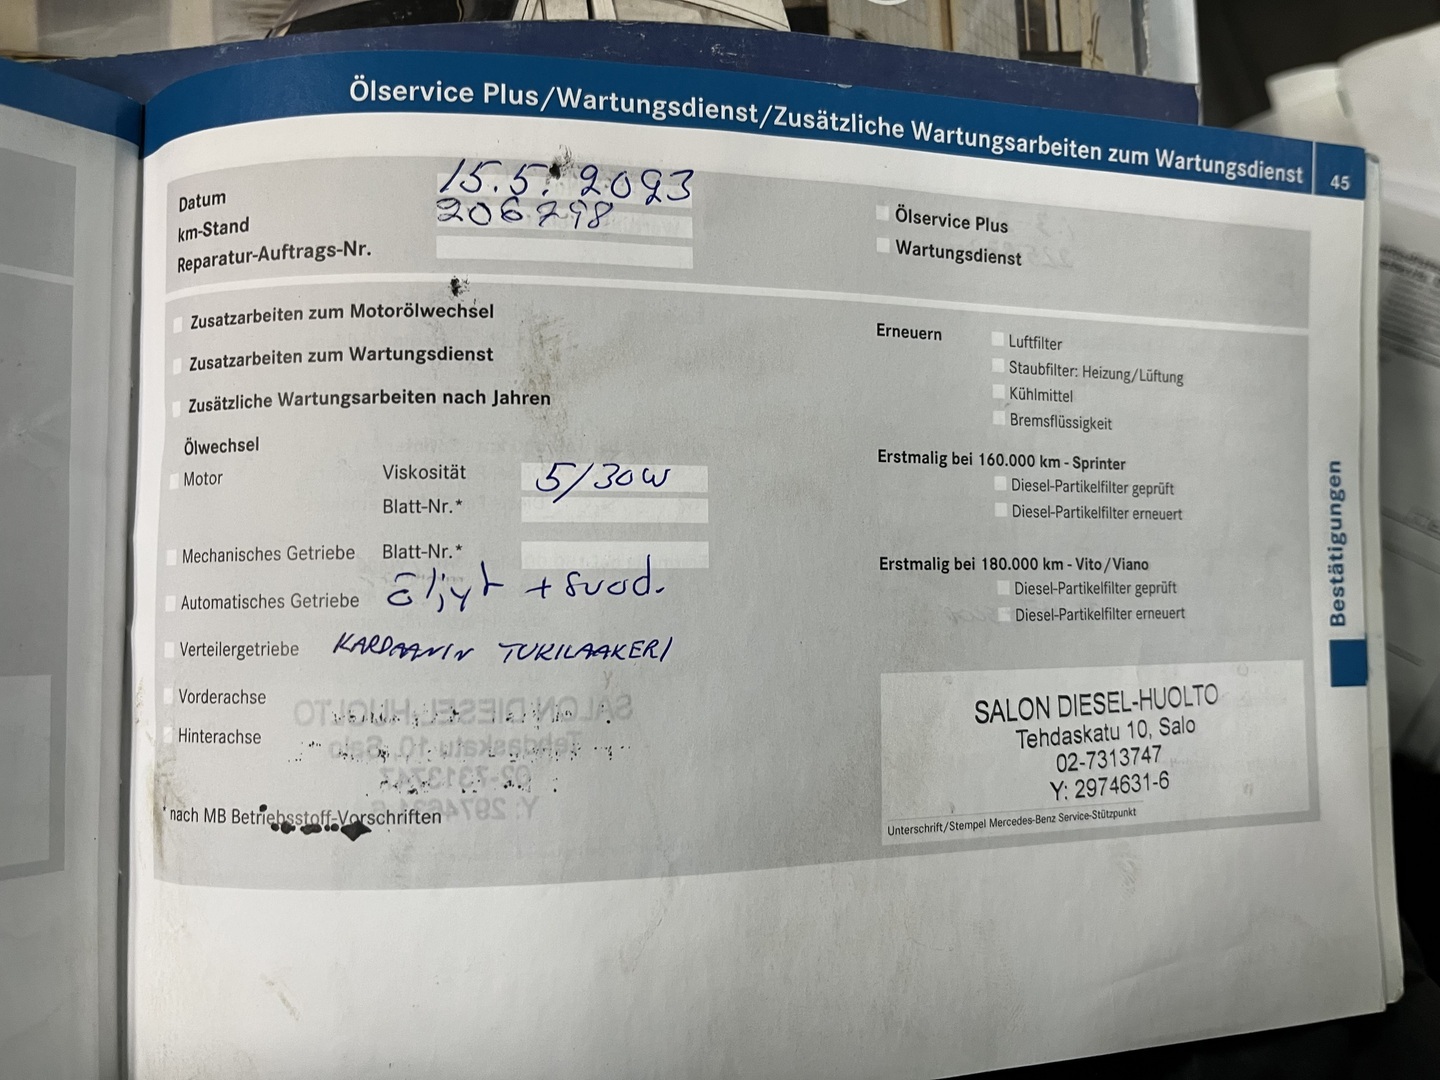 Ölservice Plus/Wartungsdienst/Zusätzliche Wartungsarbeiten zum Wartungsdienst 45
Datum 15.5. 2023
km-Stand 206798
Reparatur-Auftrags-Nr.
Ölservice Plus
Wartungsdienst
Zusatzarbeiten zum Motorölwechsel
Zusatzarbeiten zum Wartungsdienst
Zusätzliche Wartungsarbeiten nach Jahren
Ölwechsel
Motor Viskosität 5/30W
Blatt-Nr.*
Mechanisches Getriebe Blatt-Nr.*
Automatisches Getriebe öljyt + suod.
Verteilergetriebe KARDAANIN TUKILAAKERI
Vorderachse
Hinterachse
*nach MB Betriebsstoff-Vorschriften
Erneuern Luftfilter
Staubfilter: Heizung/Lüftung
Kühlmittel
Bremsflüssigkeit
Erstmalig bei 160.000 km - Sprinter
Diesel-Partikelfilter geprüft
Diesel-Partikelfilter erneuert
Erstmalig bei 180.000 km - Vito/Viano
Diesel-Partikelfilter geprüft
Diesel-Partikelfilter erneuert
SALON DIESEL-HUOLTO
Tehdaskatu 10, Salo
02-7313747
Y: 2974631-6
Unterschrift/Stempel Mercedes-Benz Service-Stützpunkt
Bestätigungen